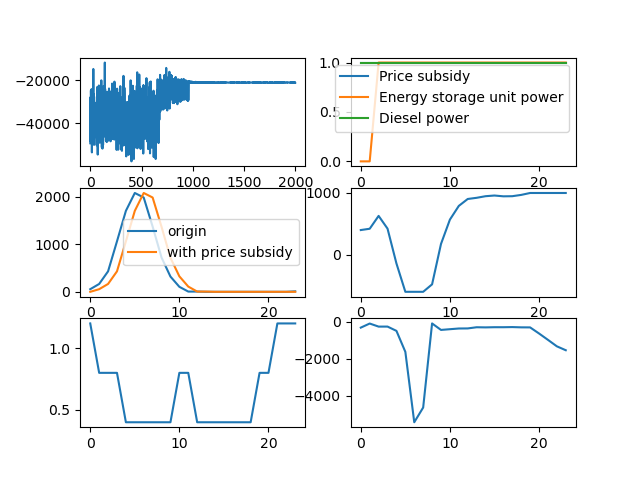 −20000
−40000
0 500 1000 1500 2000
1.0
0.5
0.0
Price subsidy
Energy storage unit power
Diesel power
0 10 20
2000
1000
0
origin
with price subsidy
0 10 20
1000
0
0 10 20
1.0
0.5
0 10 20
0
−2000
−4000
0 10 20